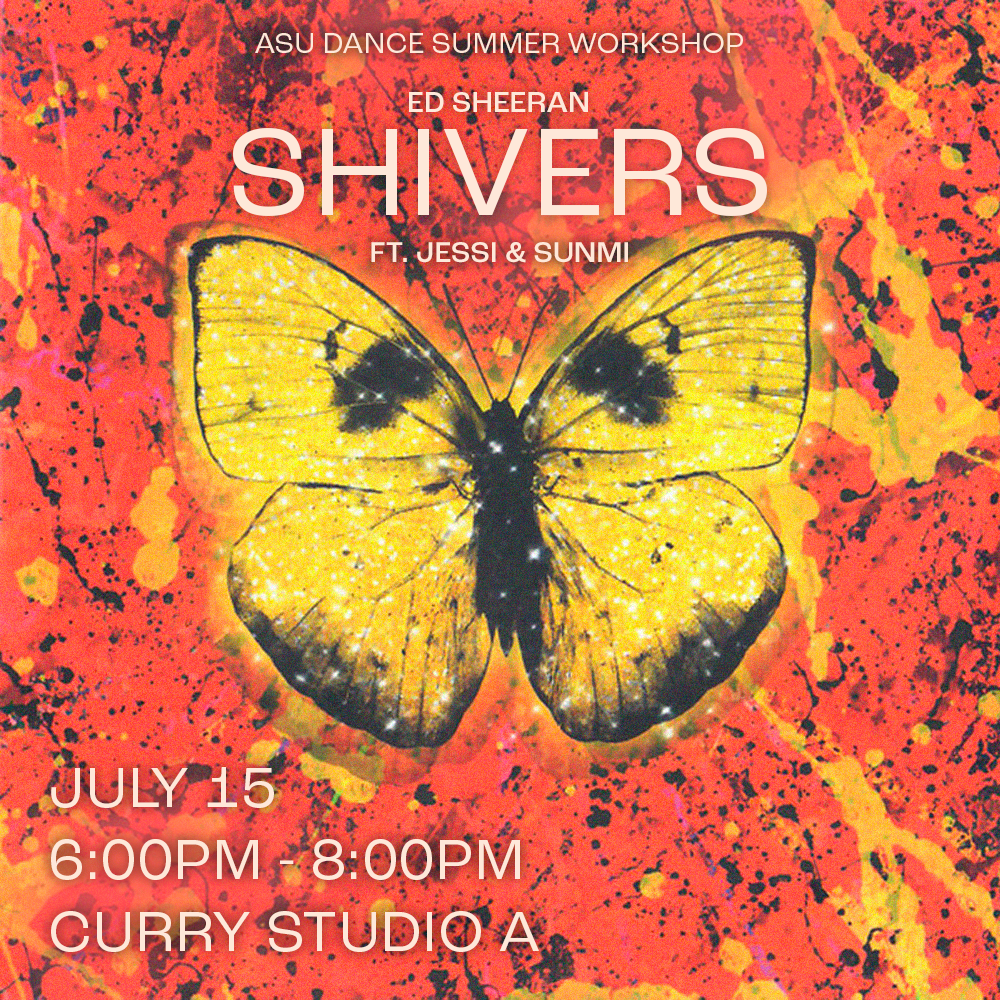 ASU DANCE SUMMER WORKSHOP
ED SHEERAN
SHIVERS
FT. JESSI & SUNMI
JULY 15
6:00PM - 8:00PM
CURRY STUDIO A